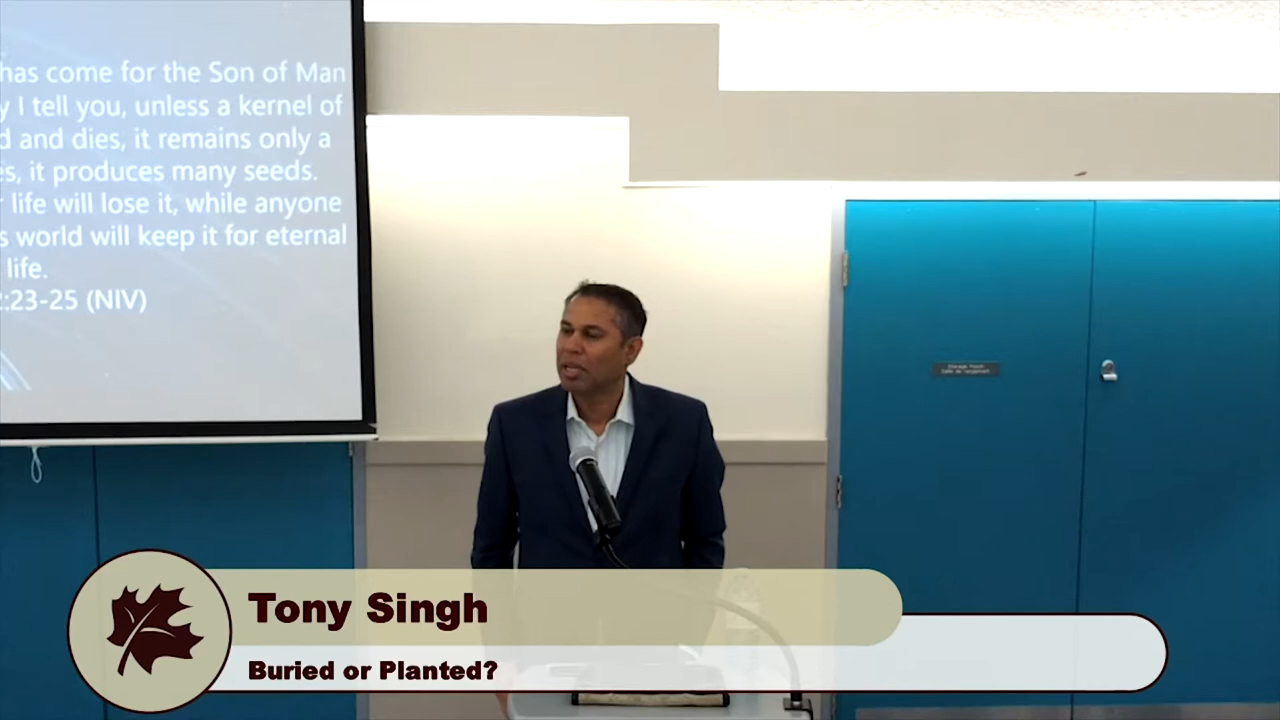 has come for the Son of Man
y I tell you, unless a kernel of
d and dies, it remains only a
es, it produces many seeds.
r life will lose it, while anyone
s world will keep it for eternal
life.
2:23-25 (NIV)
Storage Room
Tony Singh
Buried or Planted?